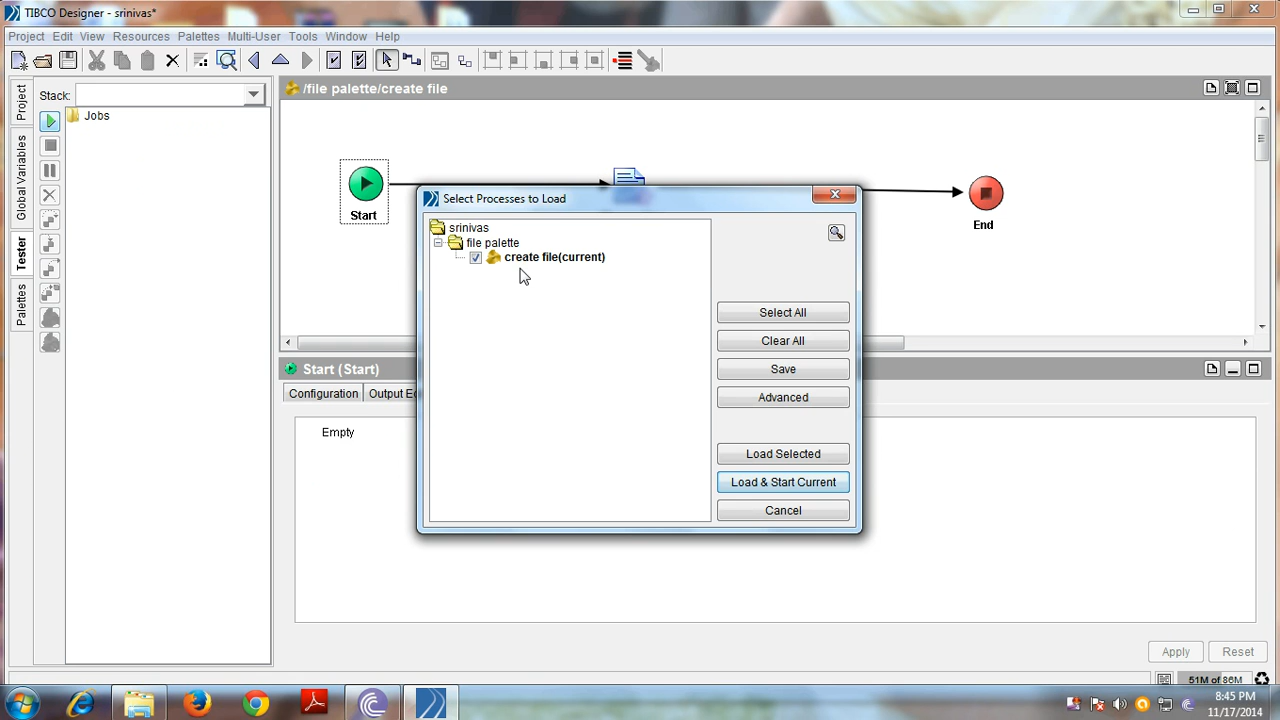 TIBCO Designer - srinivas*
Project Edit View Resources Palettes Multi-User Tools Window Help
Stack:
Jobs
Project
Global Variables
Tester
Palettes
/file palette/create file
Start
End
Select Processes to Load
srinivas
file palette
create file(current)
Select All
Clear All
Save
Advanced
Load Selected
Load & Start Current
Cancel
Start (Start)
Configuration
Empty
Apply Reset
51M of 86M
8:45 PM
11/17/2014